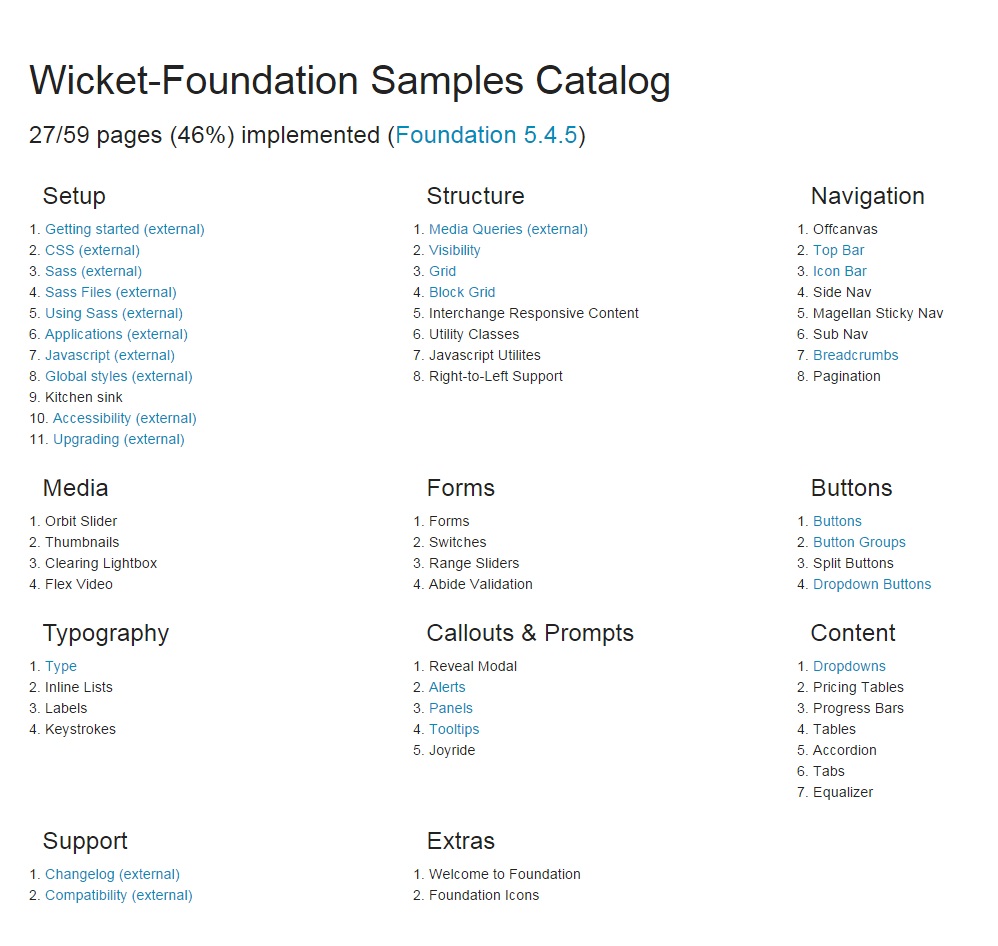 Wicket-Foundation Samples Catalog
27/59 pages (46%) implemented (Foundation 5.4.5)
Setup
1. Getting started (external)
2. CSS (external)
3. Sass (external)
4. Sass Files (external)
5. Using Sass (external)
6. Applications (external)
7. Javascript (external)
8. Global styles (external)
9. Kitchen sink
10. Accessibility (external)
11. Upgrading (external)
Structure
1. Media Queries (external)
2. Visibility
3. Grid
4. Block Grid
5. Interchange Responsive Content
6. Utility Classes
7. Javascript Utilites
8. Right-to-Left Support
Navigation
1. Offcanvas
2. Top Bar
3. Icon Bar
4. Side Nav
5. Magellan Sticky Nav
6. Sub Nav
7. Breadcrumbs
8. Pagination
Media
1. Orbit Slider
2. Thumbnails
3. Clearing Lightbox
4. Flex Video
Forms
1. Forms
2. Switches
3. Range Sliders
4. Abide Validation
Buttons
1. Buttons
2. Button Groups
3. Split Buttons
4. Dropdown Buttons
Typography
1. Type
2. Inline Lists
3. Labels
4. Keystrokes
Callouts & Prompts
1. Reveal Modal
2. Alerts
3. Panels
4. Tooltips
5. Joyride
Content
1. Dropdowns
2. Pricing Tables
3. Progress Bars
4. Tables
5. Accordion
6. Tabs
7. Equalizer
Support
1. Changelog (external)
2. Compatibility (external)
Extras
1. Welcome to Foundation
2. Foundation Icons